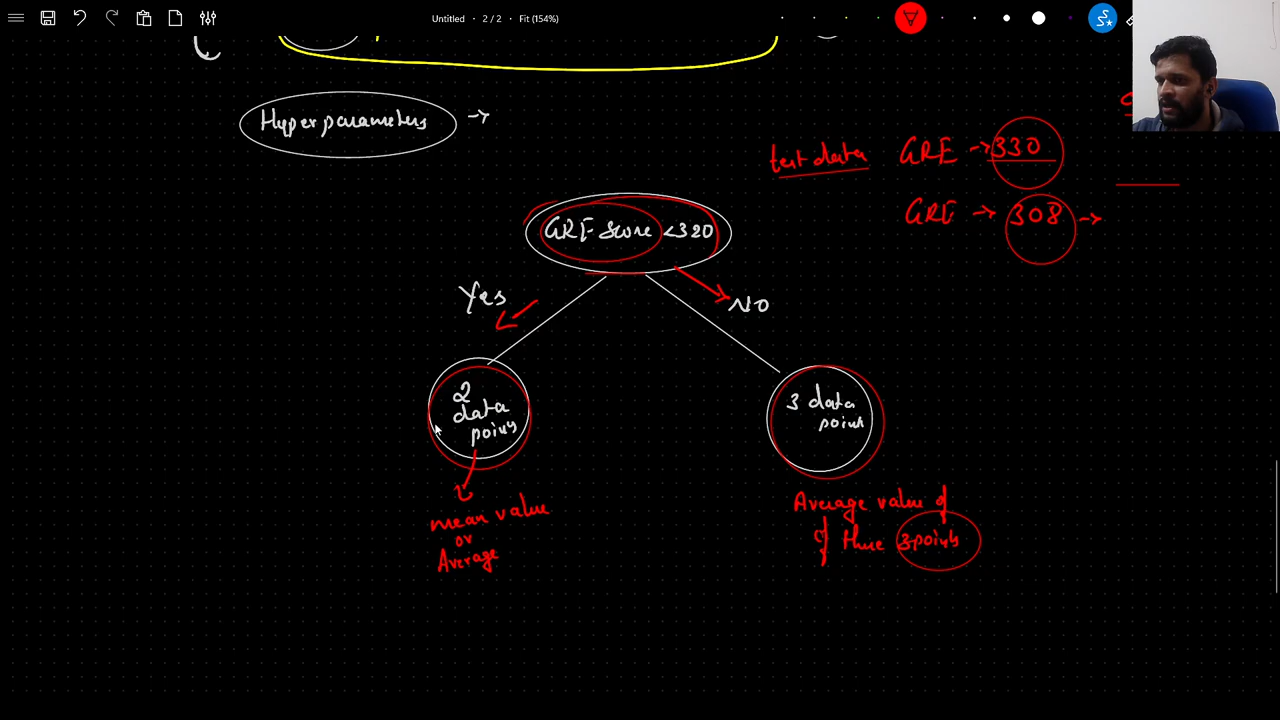 Untitled • 2 / 2 • Fit (154%)
Hyperparameters →
test data GRE → 330
GRE → 308 →
GRE Score <320
Yes
NO
2
data
points
3 data
point
mean value
or
Average
Average value of
of these 3 points